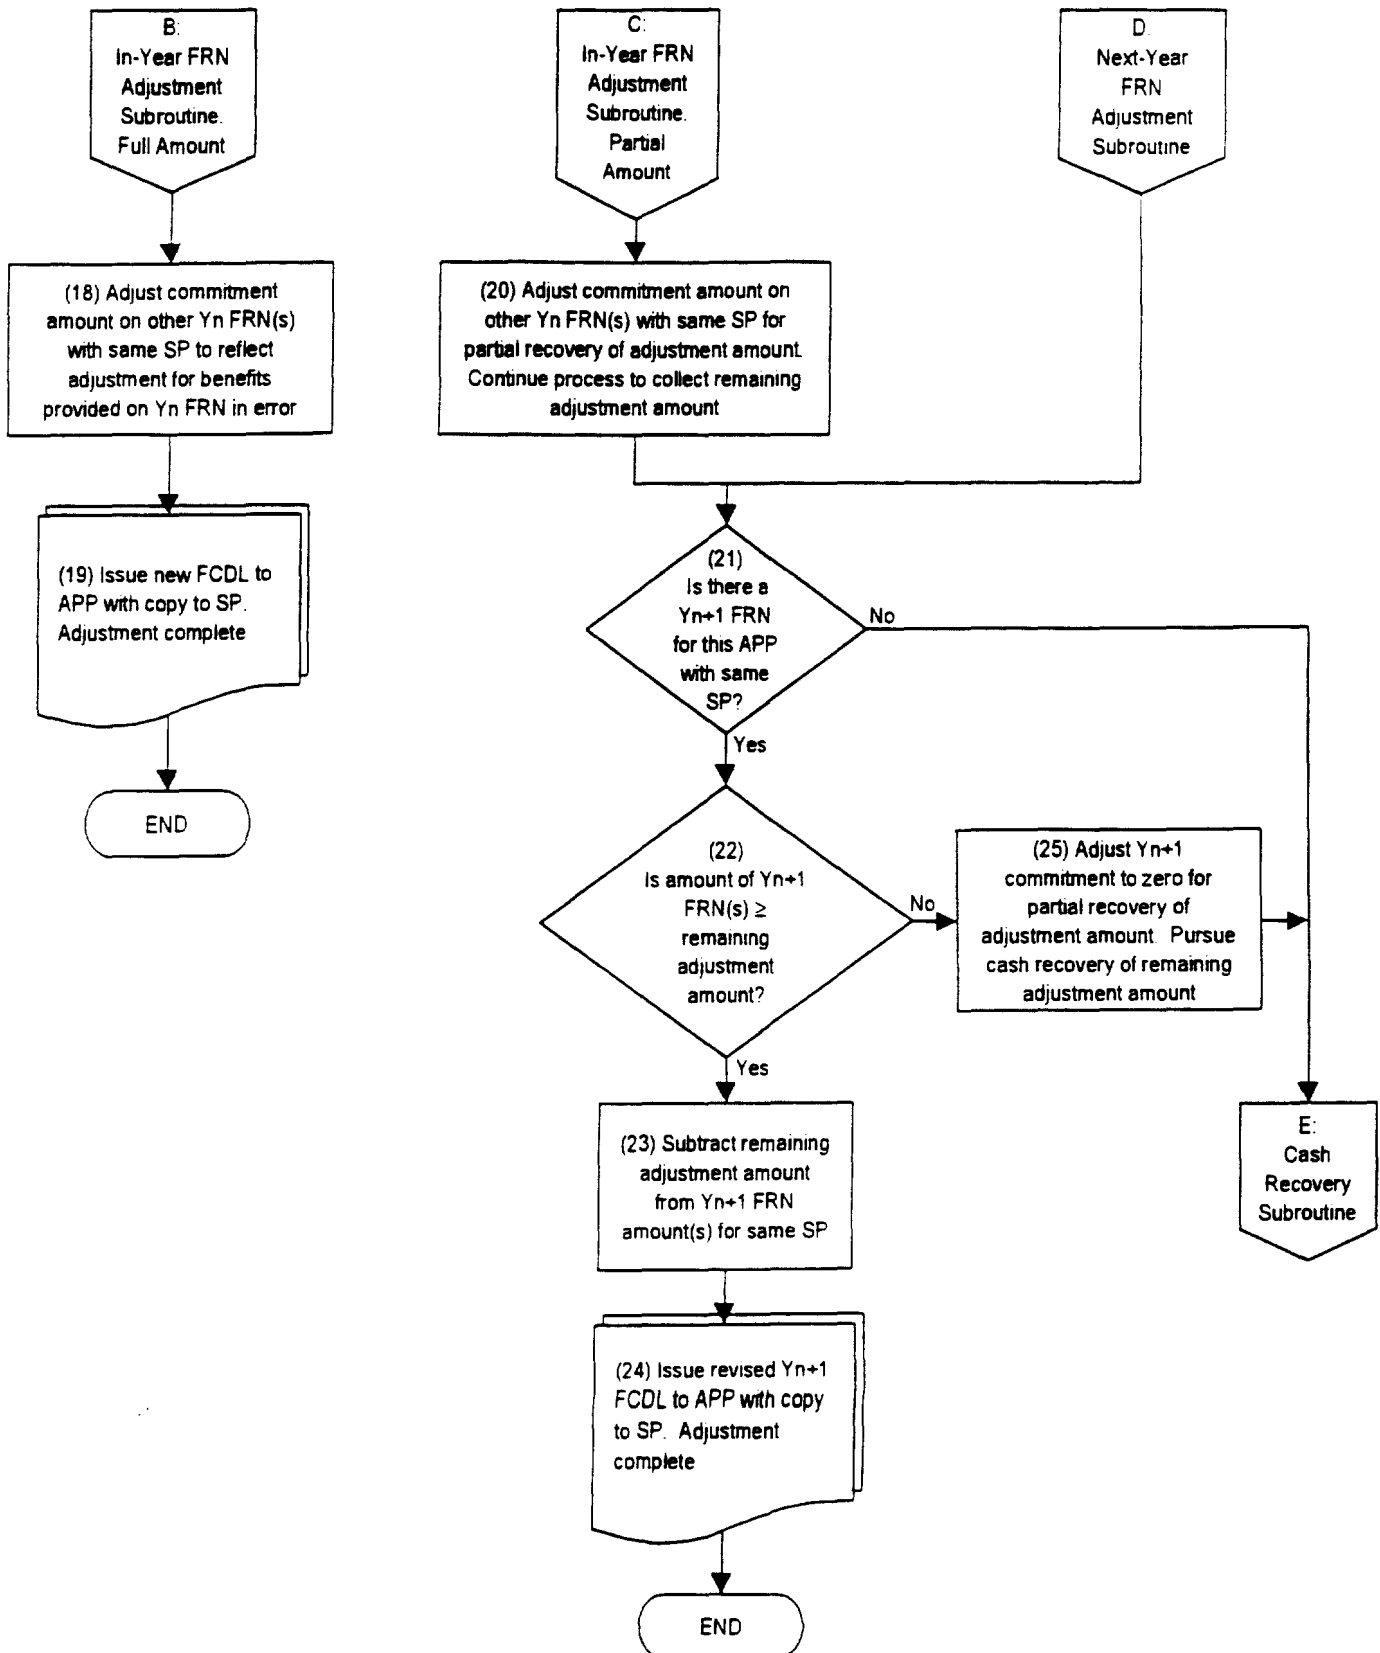 B:
In-Year FRN
Adjustment
Subroutine.
Full Amount
C:
In-Year FRN
Adjustment
Subroutine.
Partial
Amount
D.
Next-Year
FRN
Adjustment
Subroutine
(18) Adjust commitment
amount on other Yn FRN(s)
with same SP to reflect
adjustment for benefits
provided on Yn FRN in error
(20) Adjust commitment amount on
other Yn FRN(s) with same SP for
partial recovery of adjustment amount.
Continue process to collect remaining
adjustment amount
(19) Issue new FCDL to
APP with copy to SP.
Adjustment complete
END
(21)
Is there a
Yn+1 FRN
for this APP
with same
SP?
No
Yes
(22)
Is amount of Yn+1
FRN(s) ≥
remaining
adjustment
amount?
No
Yes
(25) Adjust Yn+1
commitment to zero for
partial recovery of
adjustment amount. Pursue
cash recovery of remaining
adjustment amount
(23) Subtract remaining
adjustment amount
from Yn+1 FRN
amount(s) for same SP
E:
Cash
Recovery
Subroutine
(24) Issue revised Yn+1
FCDL to APP with copy
to SP. Adjustment
complete
END